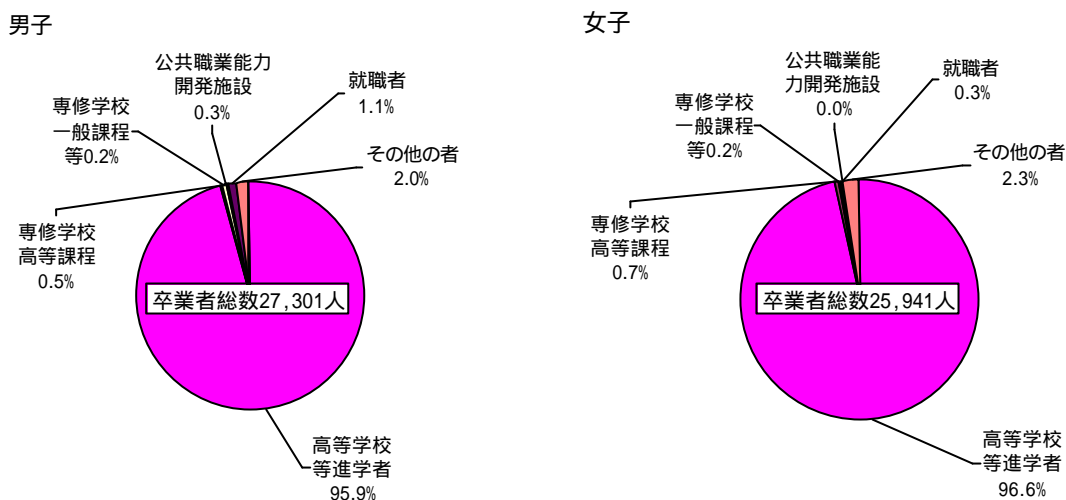 男子
公共職業能力
開発施設
0.3%
就職者
1.1%
専修学校
一般課程
等0.2%
その他の者
2.0%
専修学校
高等課程
0.5%
卒業者総数27,301人
高等学校
等進学者
95.9%
女子
公共職業能
力開発施設
0.0%
就職者
0.3%
専修学校
一般課程
等0.2%
その他の者
2.3%
専修学校
高等課程
0.7%
卒業者総数25,941人
高等学校
等進学者
96.6%